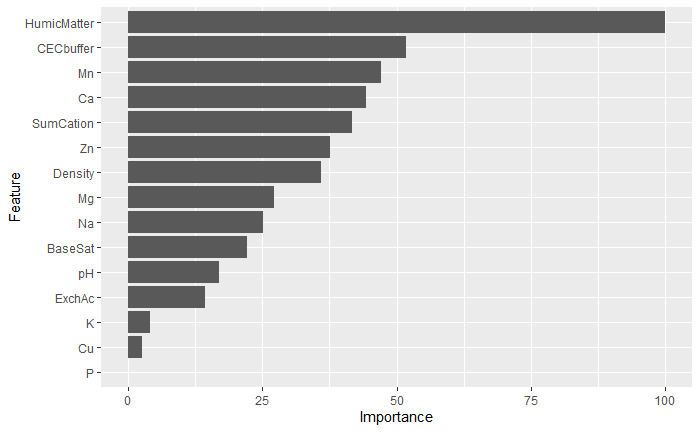 HumicMatter
CECbuffer
Mn
Ca
SumCation
Zn
Density
Mg
Na
BaseSat
pH
ExchAc
K
Cu
P
Feature
0 25 50 75 100
Importance